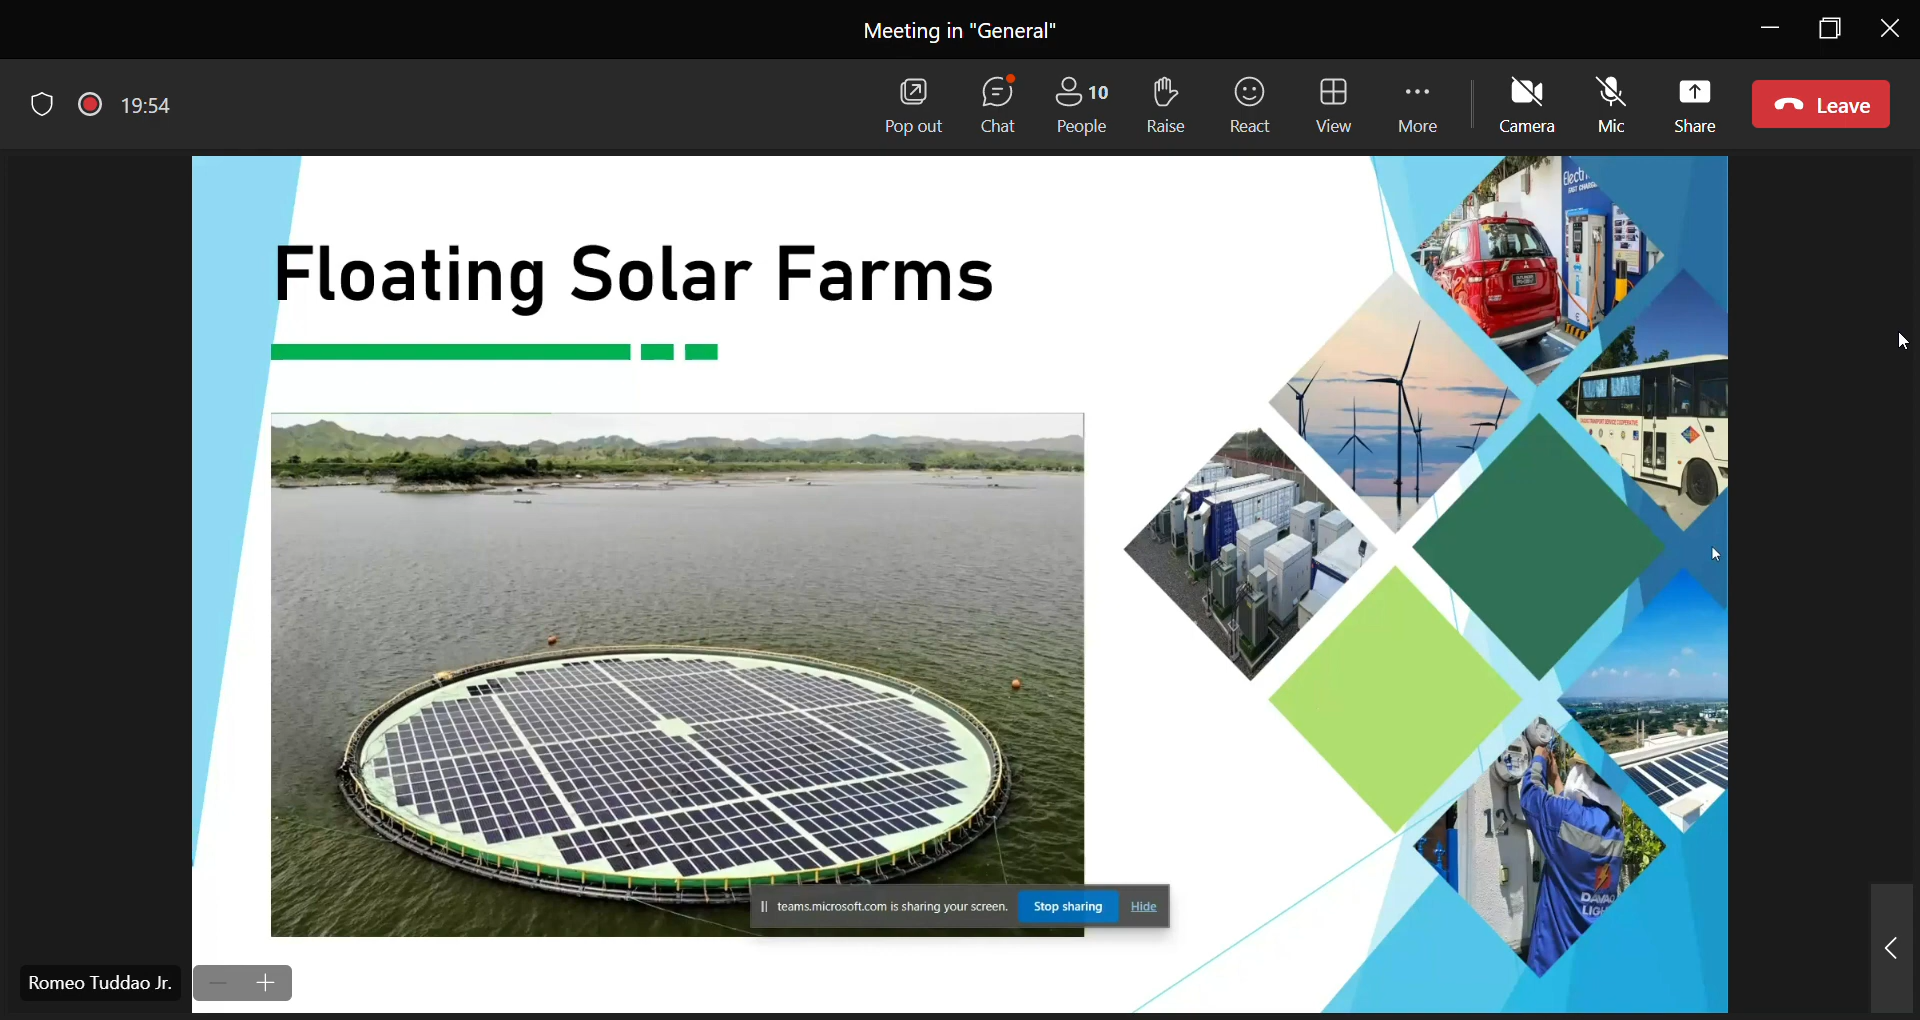 Meeting in "General"
19:54
Pop out
Chat
10
People
Raise
React
View
More
Camera
Mic
Share
Leave
Floating Solar Farms
teams.microsoft.com is sharing your screen.
Stop sharing
Hide
Romeo Tuddao Jr.
12